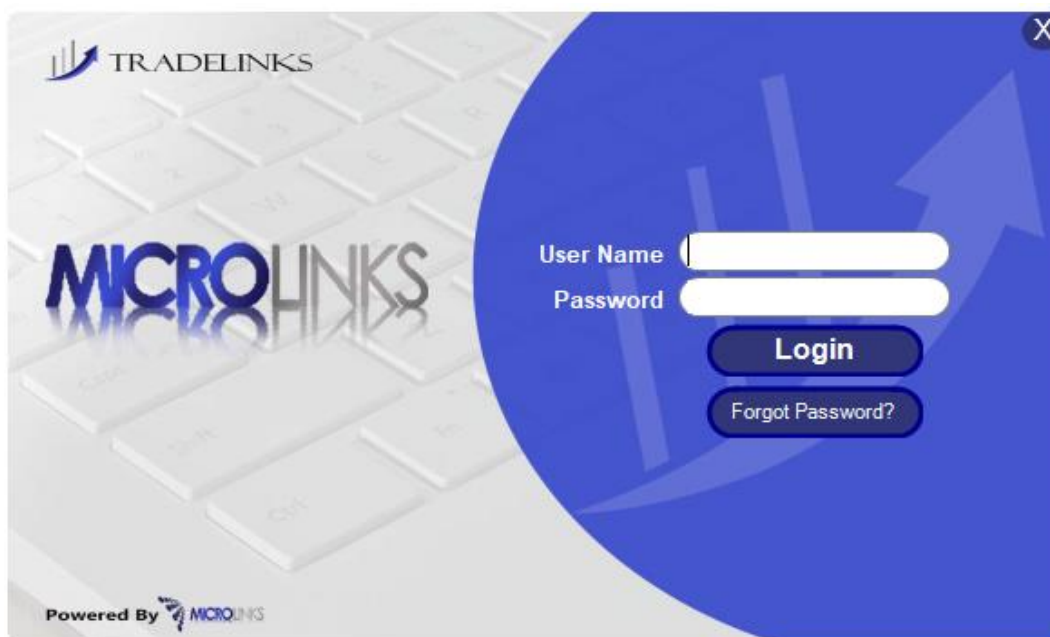 X
TRADELINKS
MICROLINKS
User Name
Password
Login
Forgot Password?
Powered By MICROLINKS